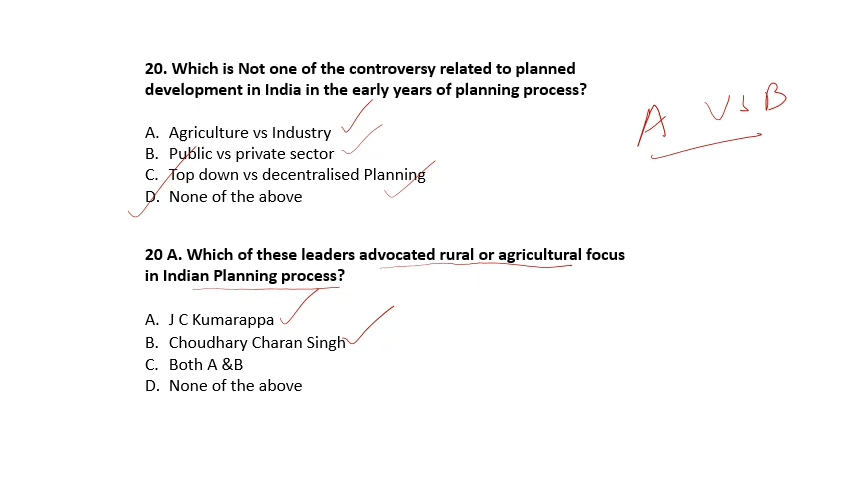 20. Which is Not one of the controversy related to planned
development in India in the early years of planning process?
A vs B
A. Agriculture vs Industry
B. Public vs private sector
C. Top down vs decentralised Planning
D. None of the above
20 A. Which of these leaders advocated rural or agricultural focus
in Indian Planning process?
A. J C Kumarappa
B. Choudhary Charan Singh
C. Both A &B
D. None of the above